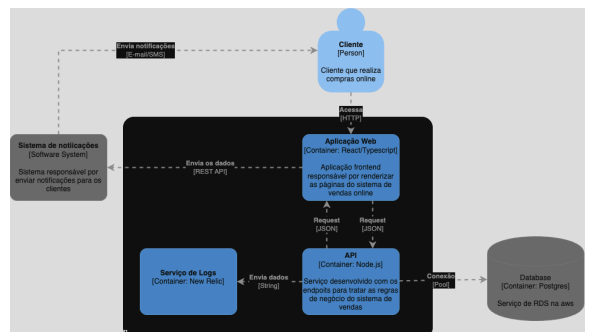 Cliente
[Person]
Cliente que realiza
compras online
Envia notificações
[E-mail/SMS]
Acessa
[HTTP]
Sistema de notiicações
[Software System]
Sistema responsável por
enviar notificações para os
clientes
Envia os dados
[REST API]
Aplicação Web
[Container: React/Typescript]
Aplicação frontend
responsável por renderizar
as páginas do sistema de
vendas online
Request
[JSON]
Request
[JSON]
Serviço de Logs
[Container: New Relic]
Envia dados
[String]
API
[Container: Node.js]
Serviço desenvolvido com os
endpoits para tratar as regras
de negócio do sistema de
vendas
Conexão
[Pool]
Database
[Container: Postgres]
Serviço de RDS na aws